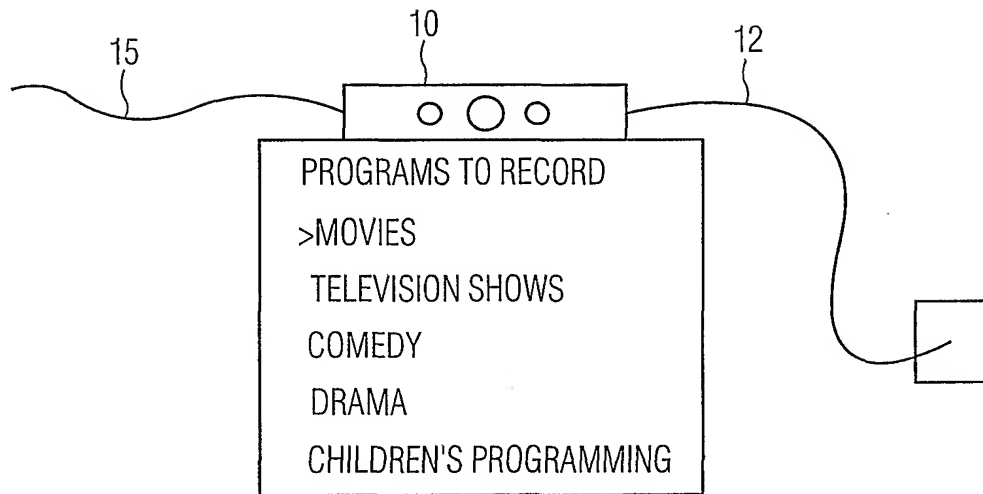 15
10
12
PROGRAMS TO RECORD
>MOVIES
TELEVISION SHOWS
COMEDY
DRAMA
CHILDREN'S PROGRAMMING